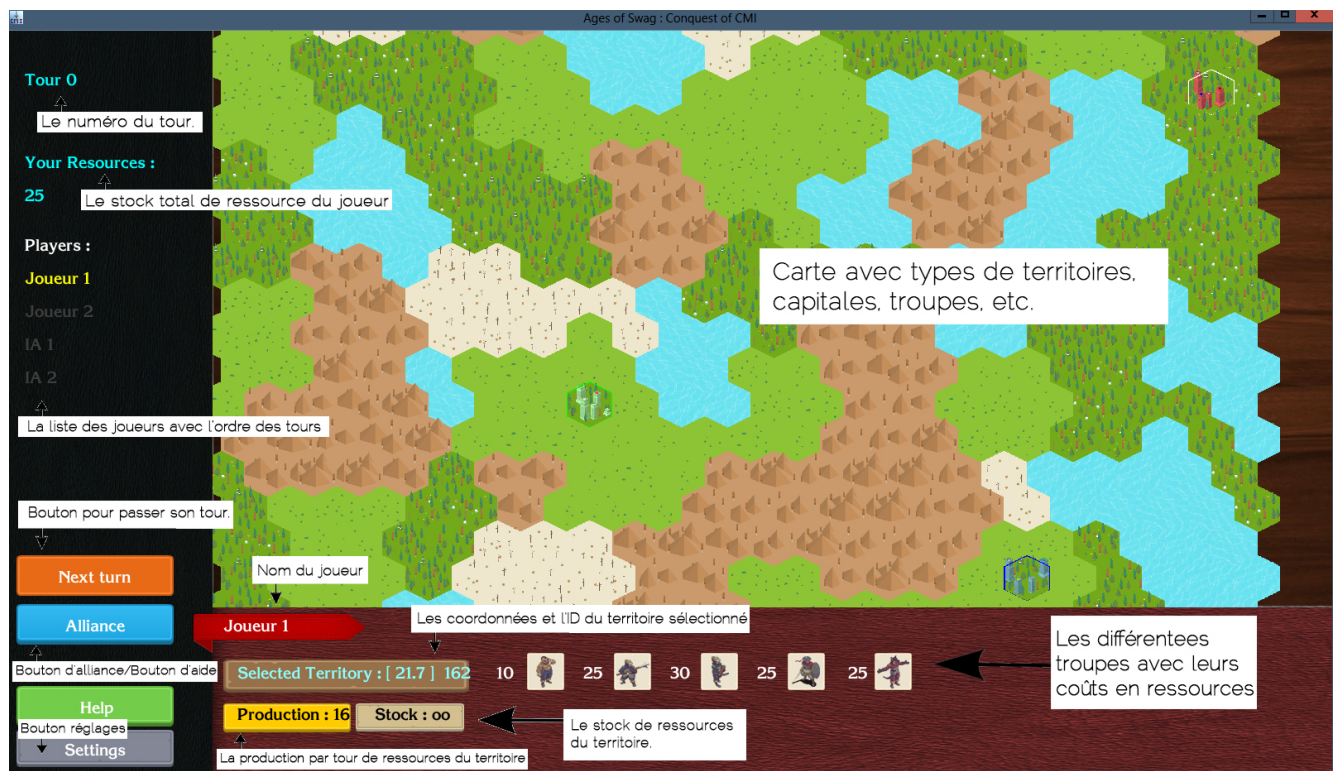 Ages of Swag : Conquest of CMI
Tour 0
Le numéro du tour.
Your Resources :
25
Le stock total de ressource du joueur
Players :
Joueur 1
Joueur 2
IA 1
IA 2
La liste des joueurs avec l'ordre des tours
Carte avec types de territoires,
capitales, troupes, etc.
Bouton pour passer son tour.
Next turn
Alliance
Bouton d'alliance/Bouton d'aide
Help
Bouton réglages
Settings
Nom du joueur
Joueur 1
Les coordonnées et l'ID du territoire sélectionné
Selected Territory : [ 21.7 ] 162
10 25 30 25 25
Les différentees
troupes avec leurs
coûts en ressources
Production : 16
Stock : oo
Le stock de ressources
du territoire.
La production par tour de ressources du territoire